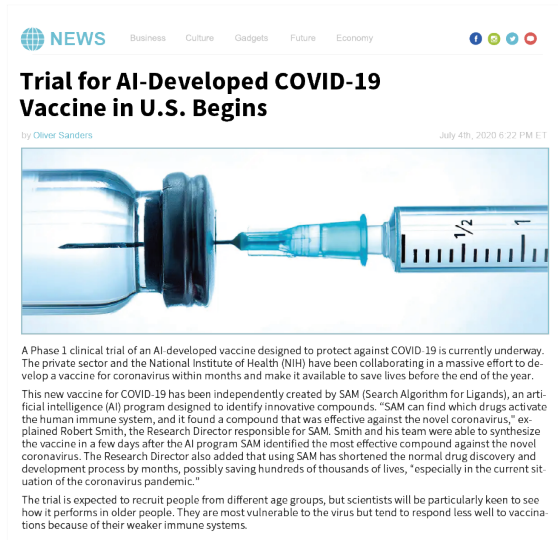 NEWS
Business Culture Gadgets Future Economy
Trial for AI-Developed COVID-19
Vaccine in U.S. Begins
by Oliver Sanders
July 4th, 2020 6:22 PM ET
1/2 1
A Phase 1 clinical trial of an AI-developed vaccine designed to protect against COVID-19 is currently underway.
The private sector and the National Institute of Health (NIH) have been collaborating in a massive effort to de-
velop a vaccine for coronavirus within months and make it available to save lives before the end of the year.
This new vaccine for COVID-19 has been independently created by SAM (Search Algorithm for Ligands), an arti-
ficial intelligence (AI) program designed to identify innovative compounds. “SAM can find which drugs activate
the human immune system, and it found a compound that was effective against the novel coronavirus," ex-
plained Robert Smith, the Research Director responsible for SAM. Smith and his team were able to synthesize
the vaccine in a few days after the AI program SAM identified the most effective compound against the novel
coronavirus. The Research Director also added that using SAM has shortened the normal drug discovery and
development process by months, possibly saving hundreds of thousands of lives, "especially in the current sit-
uation of the coronavirus pandemic."
The trial is expected to recruit people from different age groups, but scientists will be particularly keen to see
how it performs in older people. They are most vulnerable to the virus but tend to respond less well to vaccina-
tions because of their weaker immune systems.